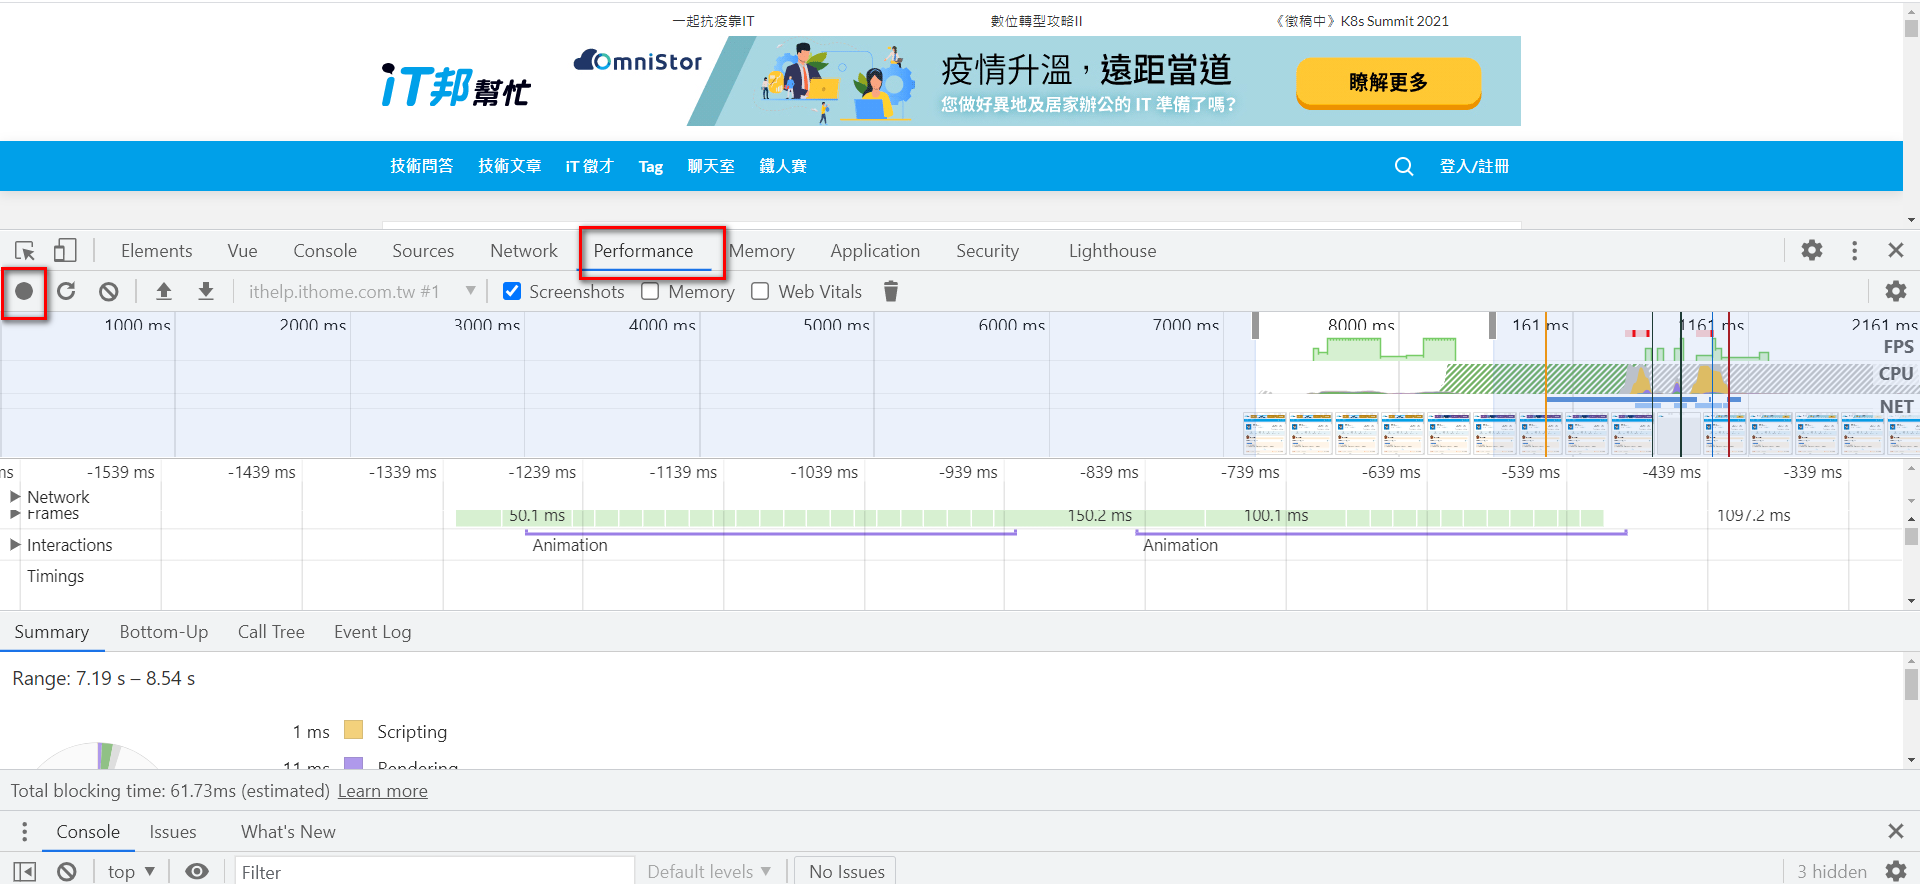 一起抗疫靠IT 數位轉型攻略II 《徵稿中》K8s Summit 2021
iT邦幫忙
OmniStor
疫情升溫，遠距當道
您做好異地及居家辦公的 IT 準備了嗎？
瞭解更多
技術問答 技術文章 iT 徵才 Tag 聊天室 鐵人賽 登入/註冊
Elements Vue Console Sources Network Performance Memory Application Security Lighthouse
ithelp.ithome.com.tw #1 Screenshots Memory Web Vitals
1000 ms 2000 ms 3000 ms 4000 ms 5000 ms 6000 ms 7000 ms 8000 ms 161 ms 1161 ms 2161 ms
FPS
CPU
NET
ms -1539 ms -1439 ms -1339 ms -1239 ms -1139 ms -1039 ms -939 ms -839 ms -739 ms -639 ms -539 ms -439 ms -339 ms
Network
Frames 50.1 ms 150.2 ms 100.1 ms 1097.2 ms
Interactions Animation Animation
Timings
Summary Bottom-Up Call Tree Event Log
Range: 7.19 s – 8.54 s
1 ms Scripting
11 ms Rendering
Total blocking time: 61.73ms (estimated) Learn more
Console Issues What's New
top Filter Default levels No Issues 3 hidden